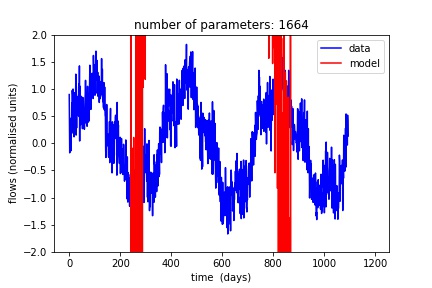 number of parameters: 1664
data
model
2.0
1.5
1.0
0.5
0.0
−0.5
−1.0
−1.5
−2.0
flows (normalised units)
0 200 400 600 800 1000 1200
time (days)